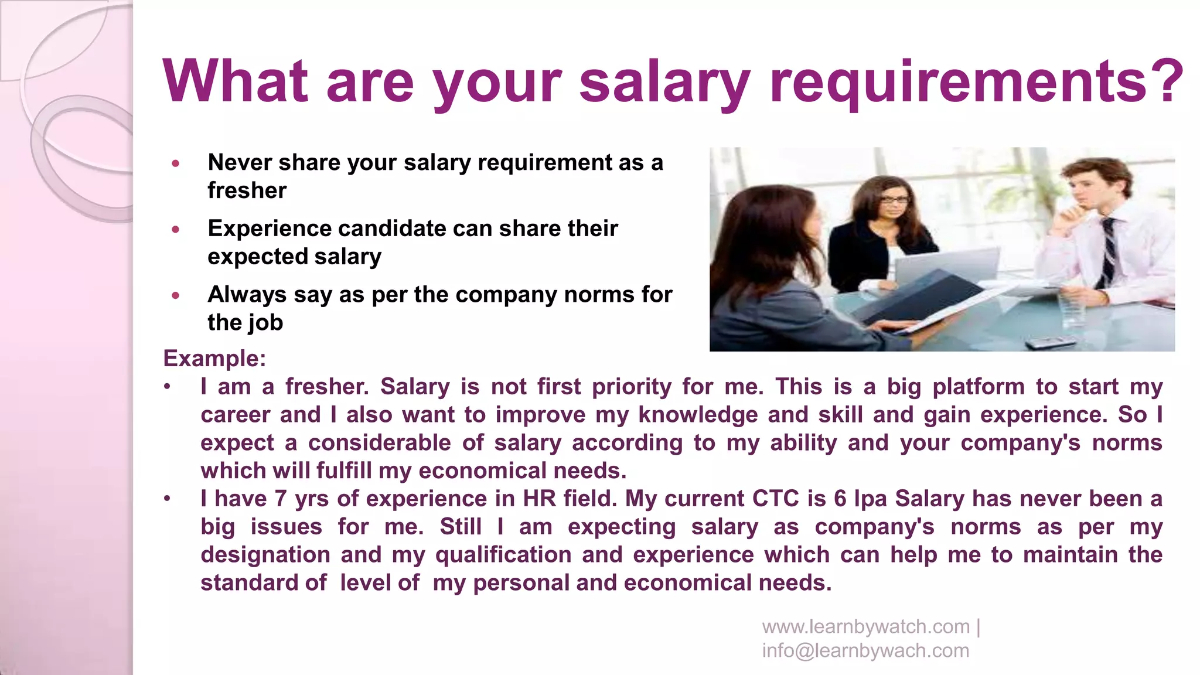 What are your salary requirements?
• Never share your salary requirement as a
fresher
• Experience candidate can share their
expected salary
• Always say as per the company norms for
the job
Example:
• I am a fresher. Salary is not first priority for me. This is a big platform to start my
career and I also want to improve my knowledge and skill and gain experience. So I
expect a considerable of salary according to my ability and your company's norms
which will fulfill my economical needs.
• I have 7 yrs of experience in HR field. My current CTC is 6 lpa Salary has never been a
big issues for me. Still I am expecting salary as company's norms as per my
designation and my qualification and experience which can help me to maintain the
standard of level of my personal and economical needs.
www.learnbywatch.com |
info@learnbywach.com